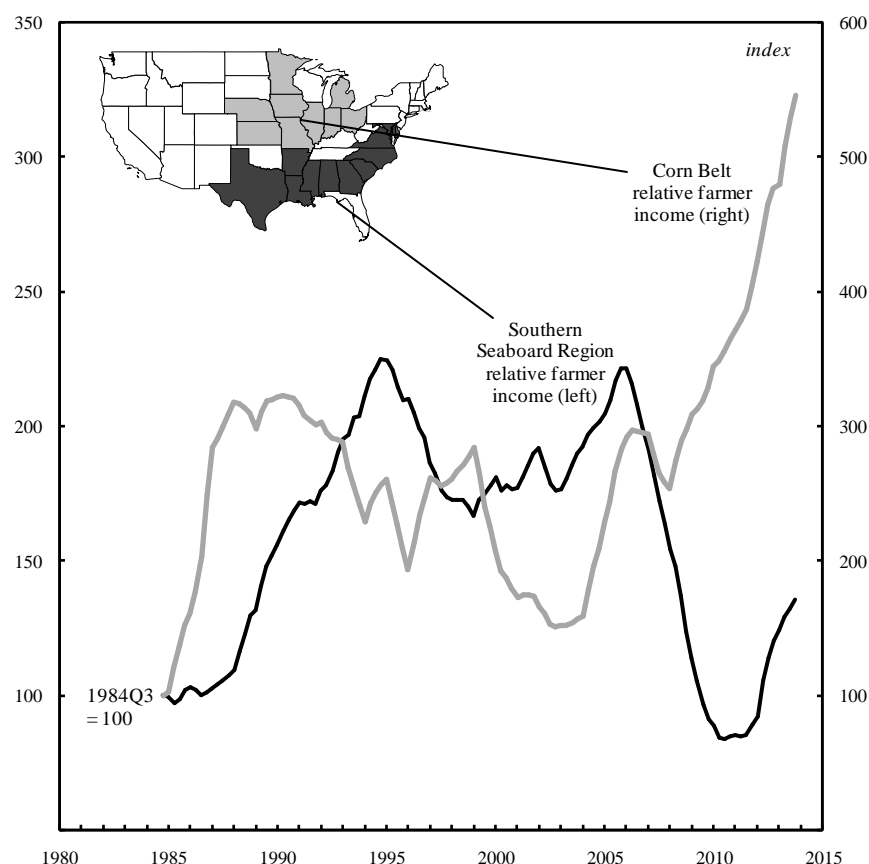 350
600
index
300
500
Corn Belt
relative farmer
income (right)
250
400
Southern
Seaboard Region
relative farmer
income (left)
200
300
150
200
1984Q3
= 100
100
100
1980
1985
1990
1995
2000
2005
2010
2015